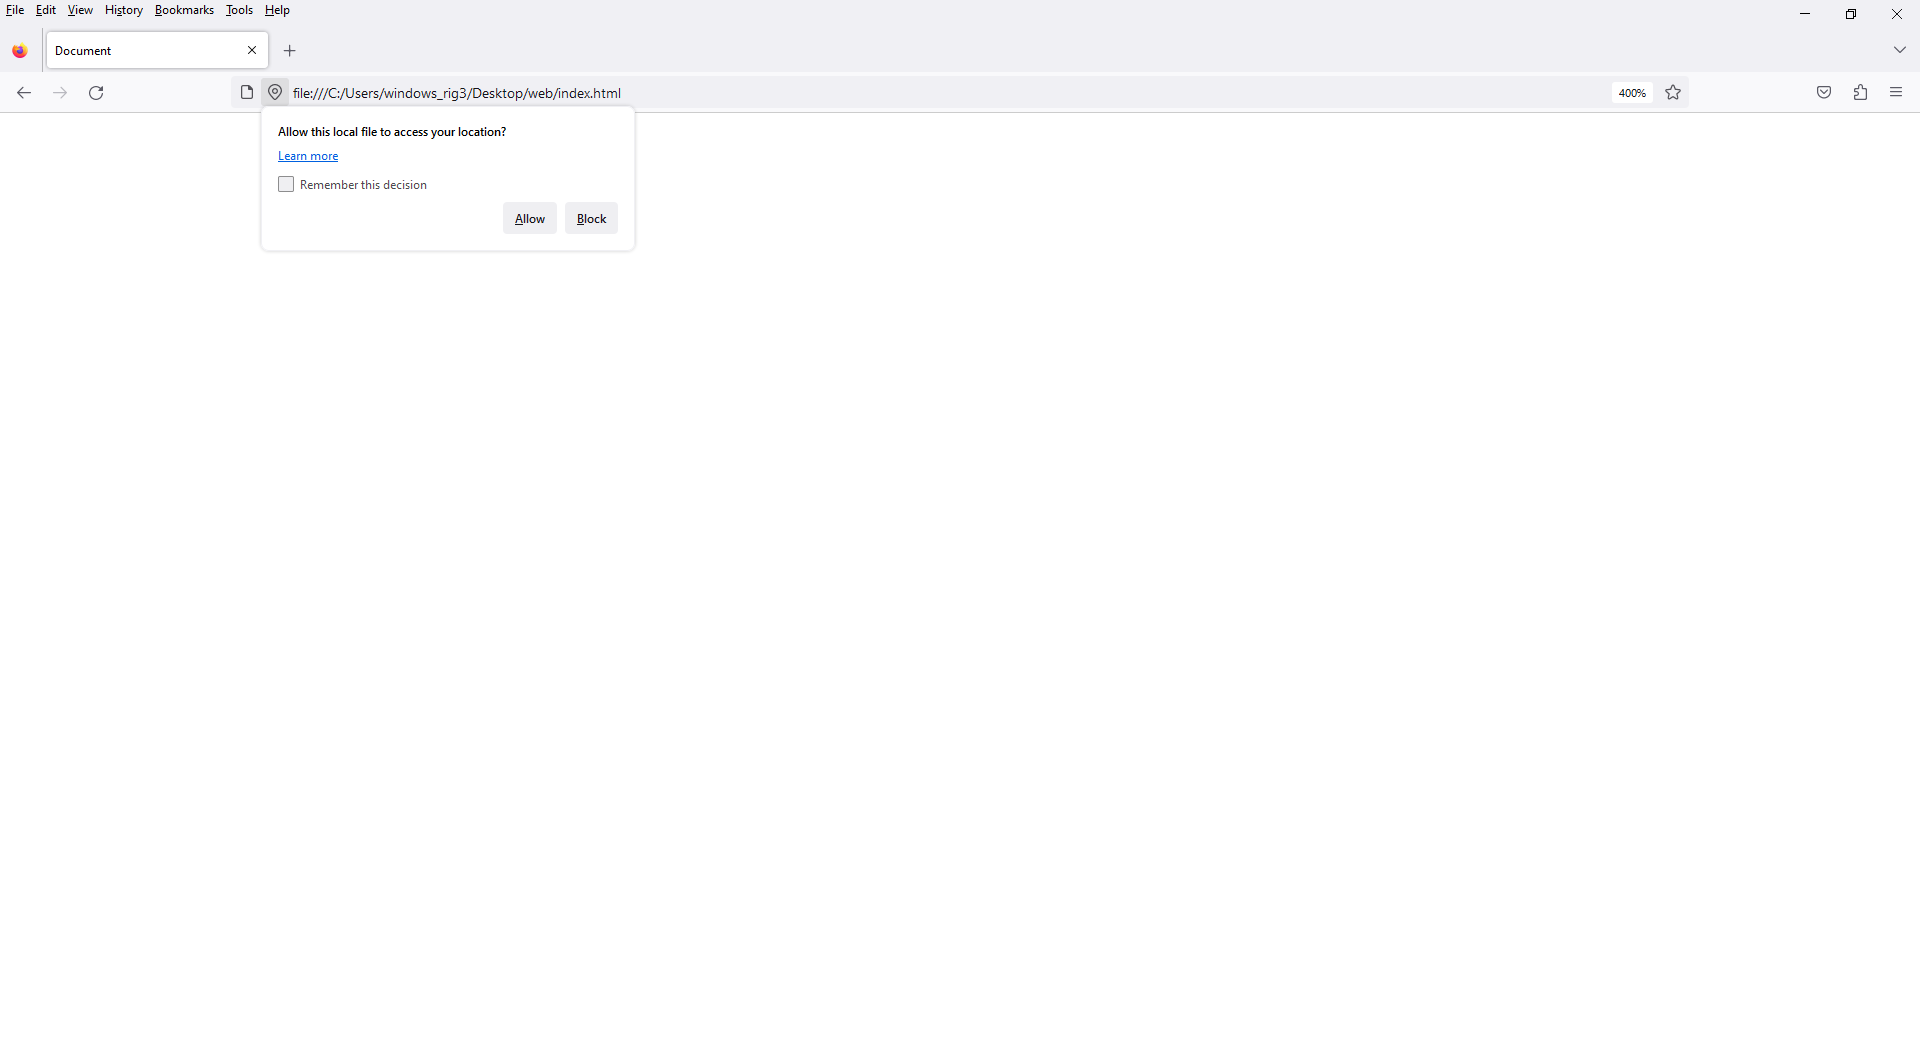 File Edit View History Bookmarks Tools Help
Document
file:///C:/Users/windows_rig3/Desktop/web/index.html
400%
Allow this local file to access your location?
Learn more
Remember this decision
Allow Block